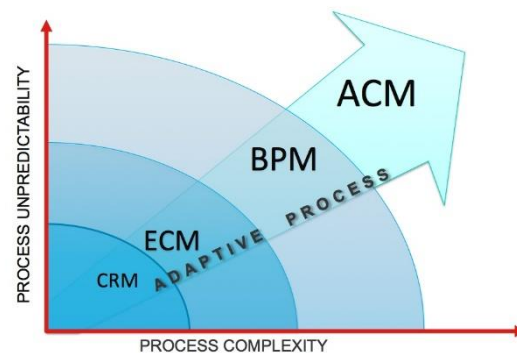 ACM
BPM
ECM
CRM
ADAPTIVE PROCESS
PROCESS UNPREDICTABILITY
PROCESS COMPLEXITY